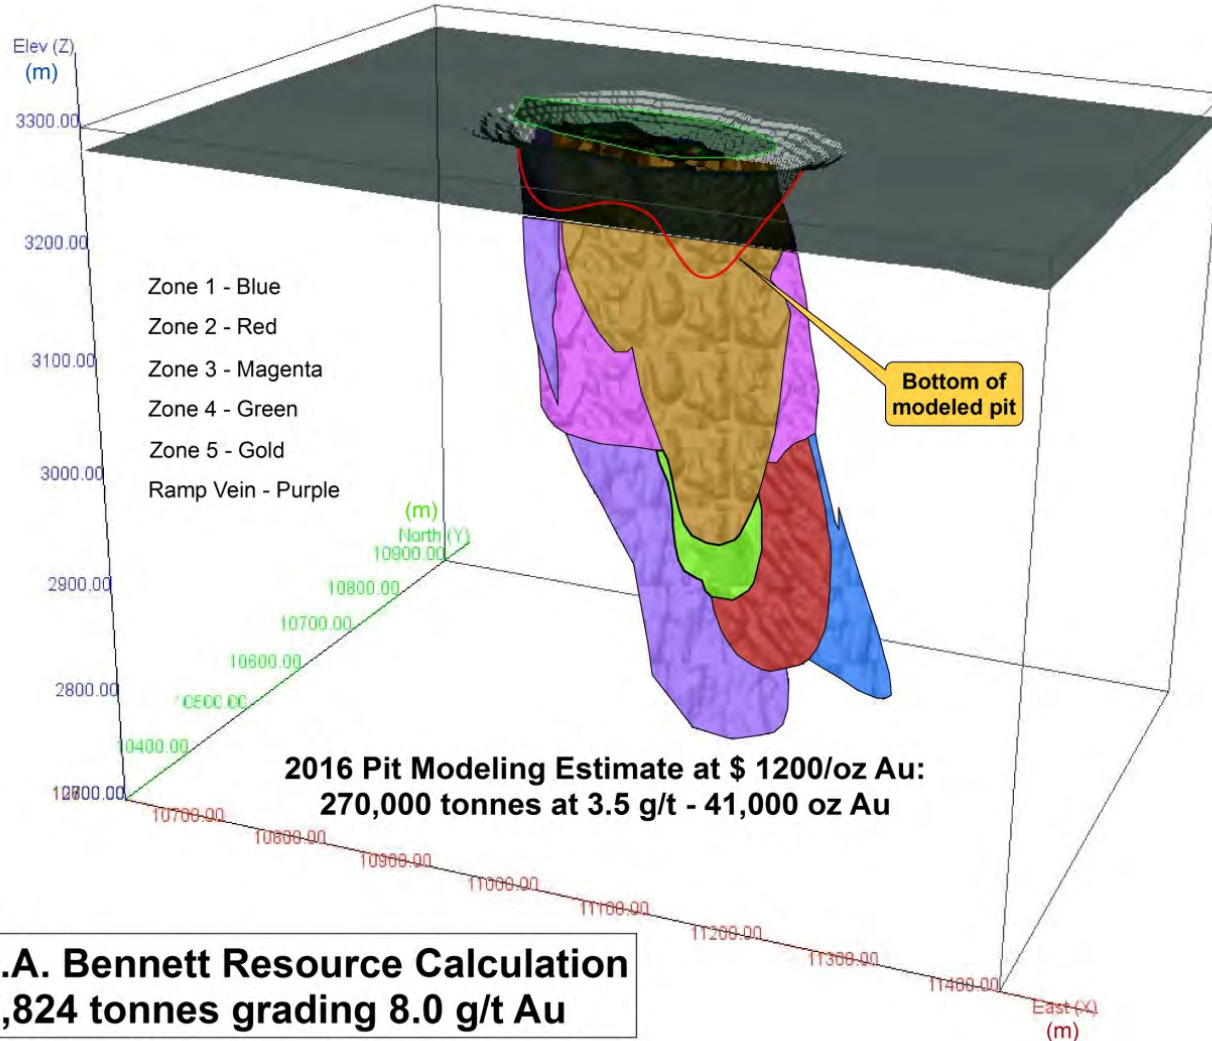 Elev (Z)
(m)
3300.00
3200.00
3100.00
3000.00
2900.00
2800.00
Zone 1 - Blue
Zone 2 - Red
Zone 3 - Magenta
Zone 4 - Green
Zone 5 - Gold
Ramp Vein - Purple
Bottom of
modeled pit
(m)
North (Y)
10900.00
10800.00
10700.00
10600.00
10500.00
10400.00
2016 Pit Modeling Estimate at $ 1200/oz Au:
270,000 tonnes at 3.5 g/t - 41,000 oz Au
10700.00
10800.00
10900.00
11000.00
11100.00
11200.00
11300.00
11400.00
East (X)
(m)
.A. Bennett Resource Calculation
,824 tonnes grading 8.0 g/t Au